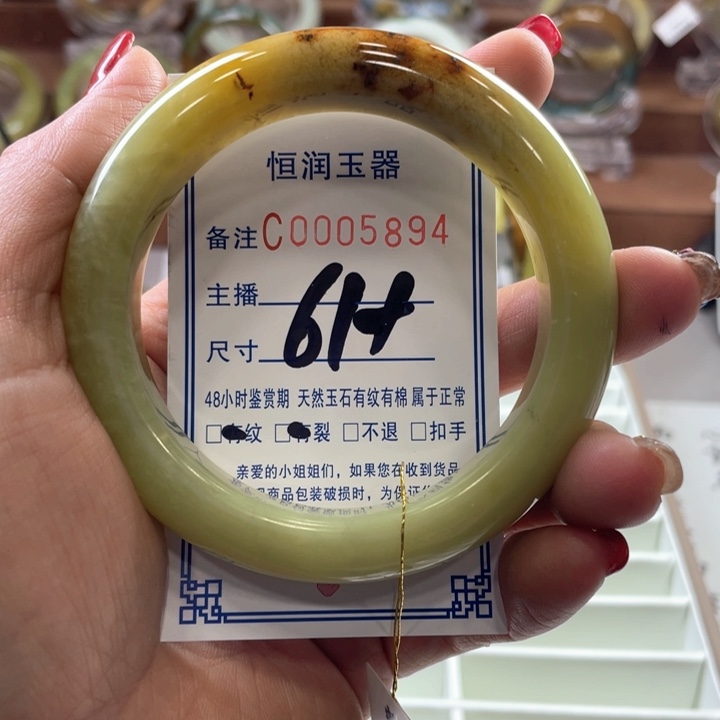 恒润玉器
备注C0005894
主播
尺寸 61+
48小时鉴赏期 天然玉石有纹有棉属于正常
□纹 □裂 □不退 □扣手
亲爱的小姐姐们，如果您在收到货品
商品包装破损时，为保证